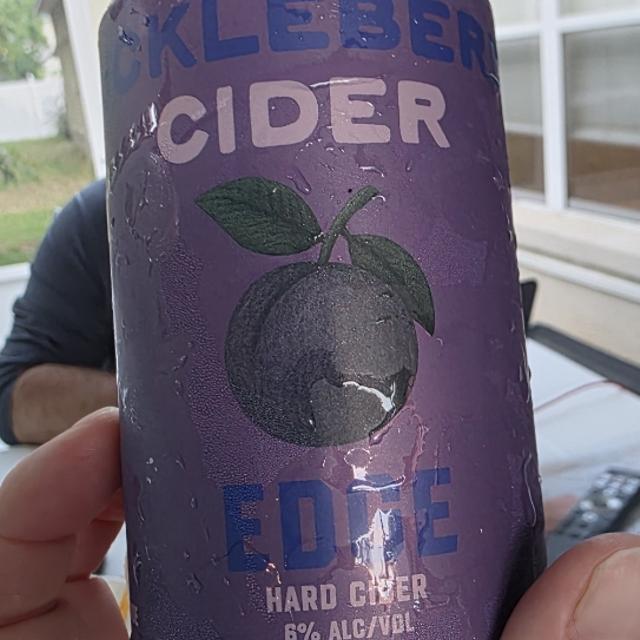 CKLEBER
CIDER
EDGE
HARD CIDER
6% ALC/VOL